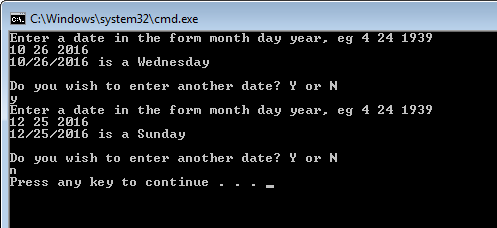 C:\Windows\system32\cmd.exe
Enter a date in the form month day year, eg 4 24 1939
10 26 2016
10/26/2016 is a Wednesday
Do you wish to enter another date? Y or N
y
Enter a date in the form month day year, eg 4 24 1939
12 25 2016
12/25/2016 is a Sunday
Do you wish to enter another date? Y or N
n
Press any key to continue . . . _